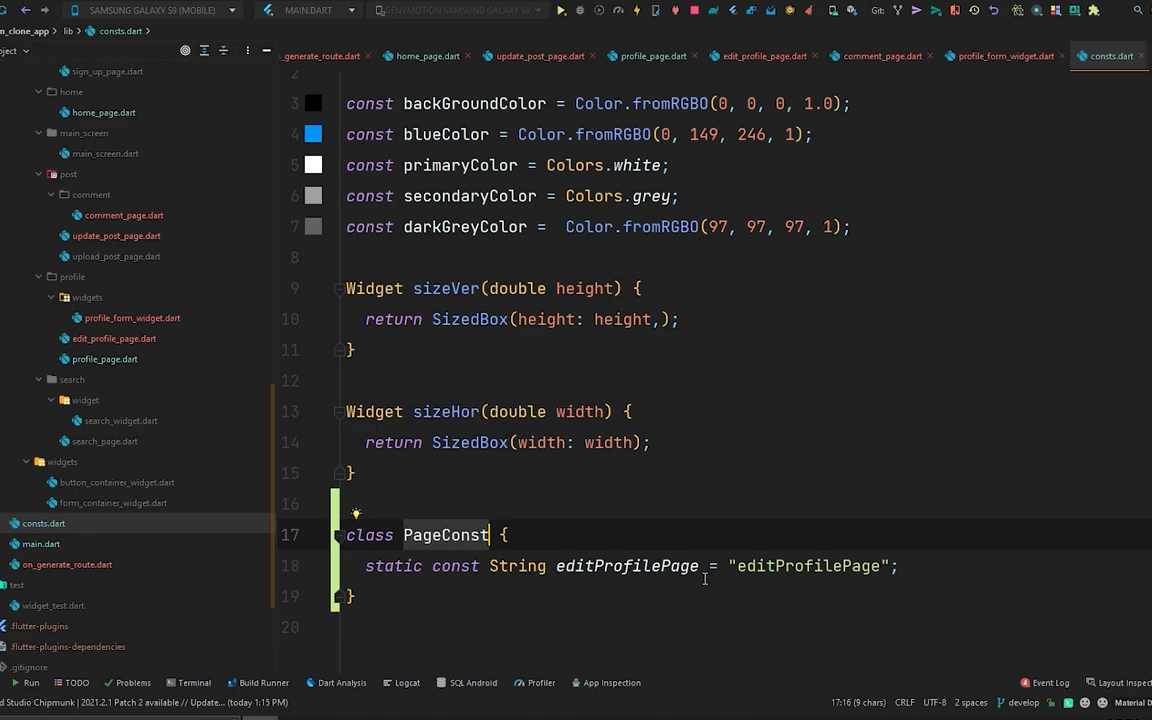 SAMSUNG GALAXY S9 (MOBILE) MAIN.DART GENYMOTION SAMSUNG GALAXY S9 Git:
m_clone_app lib consts.dart
oject
_generate_route.dart home_page.dart update_post_page.dart profile_page.dart edit_profile_page.dart comment_page.dart profile_form_widget.dart consts.dart
sign_up_page.dart
home
home_page.dart
main_screen
main_screen.dart
post
comment
comment_page.dart
update_post_page.dart
upload_post_page.dart
profile
widgets
profile_form_widget.dart
edit_profile_page.dart
profile_page.dart
search
widget
search_widget.dart
search_page.dart
widgets
button_container_widget.dart
form_container_widget.dart
consts.dart
main.dart
on_generate_route.dart
test
widget_test.dart
.flutter-plugins
.flutter-plugins-dependencies
.gitignore
2
3 const backGroundColor = Color.fromRGBO(0, 0, 0, 1.0);
4 const blueColor = Color.fromRGBO(0, 149, 246, 1);
5 const primaryColor = Colors.white;
6 const secondaryColor = Colors.grey;
7 const darkGreyColor = Color.fromRGBO(97, 97, 97, 1);
8
9 Widget sizeVer(double height) {
10 return SizedBox(height: height,);
11 }
12
13 Widget sizeHor(double width) {
14 return SizedBox(width: width);
15 }
16
17 class PageConst {
18 static const String editProfilePage = "editProfilePage";
19 }
20
Run TODO Problems Terminal Build Runner Dart Analysis Logcat SQL Android Profiler App Inspection 4 Event Log Layout Inspec
d Studio Chipmunk | 2021.2.1 Patch 2 available // Update... (today 1:15 PM) 17:16 (9 chars) CRLF UTF-8 2 spaces develop Material D